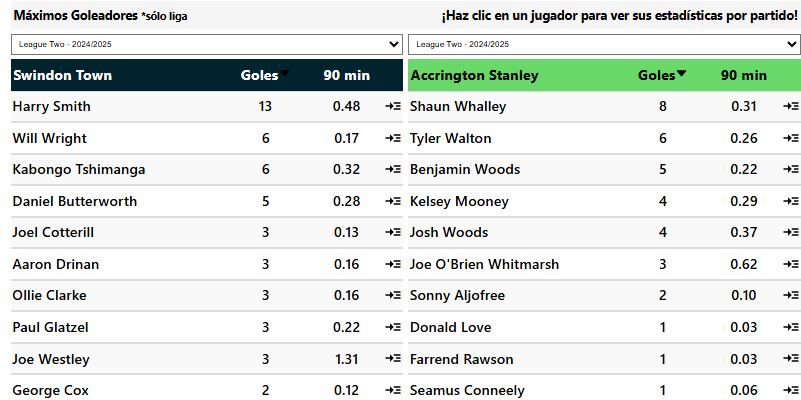 Máximos Goleadores *sólo liga ¡Haz clic en un jugador para ver sus estadísticas por partido!
League Two - 2024/2025 League Two - 2024/2025
Swindon Town Goles 90 min Accrington Stanley Goles 90 min
Harry Smith 13 0.48 Shaun Whalley 8 0.31
Will Wright 6 0.17 Tyler Walton 6 0.26
Kabongo Tshimanga 6 0.32 Benjamin Woods 5 0.22
Daniel Butterworth 5 0.28 Kelsey Mooney 4 0.29
Joel Cotterill 3 0.13 Josh Woods 4 0.37
Aaron Drinan 3 0.16 Joe O'Brien Whitmarsh 3 0.62
Ollie Clarke 3 0.16 Sonny Aljofree 2 0.10
Paul Glatzel 3 0.22 Donald Love 1 0.03
Joe Westley 3 1.31 Farrend Rawson 1 0.03
George Cox 2 0.12 Seamus Conneely 1 0.06